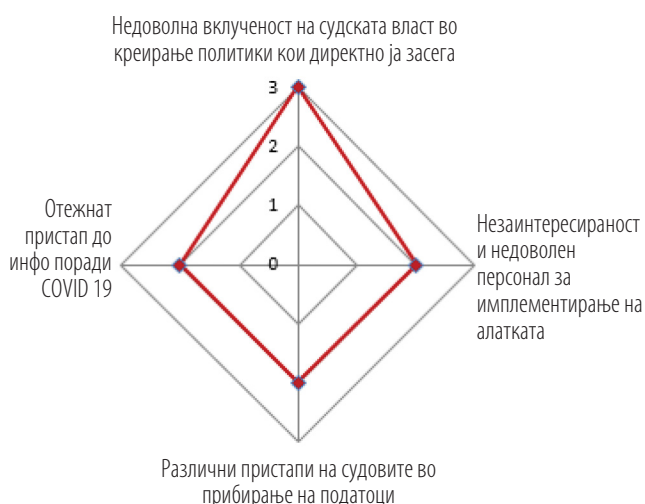 Недоволна вклученост на судската власт во
креирање политики кои директно ја засега
3
2
1
0
Отежнат
пристап до
инфо поради
COVID 19
Незаинтересираност
и недоволен
персонал за
имплементирање на
алатката
Различни пристапи на судовите во
прибирање на податоци